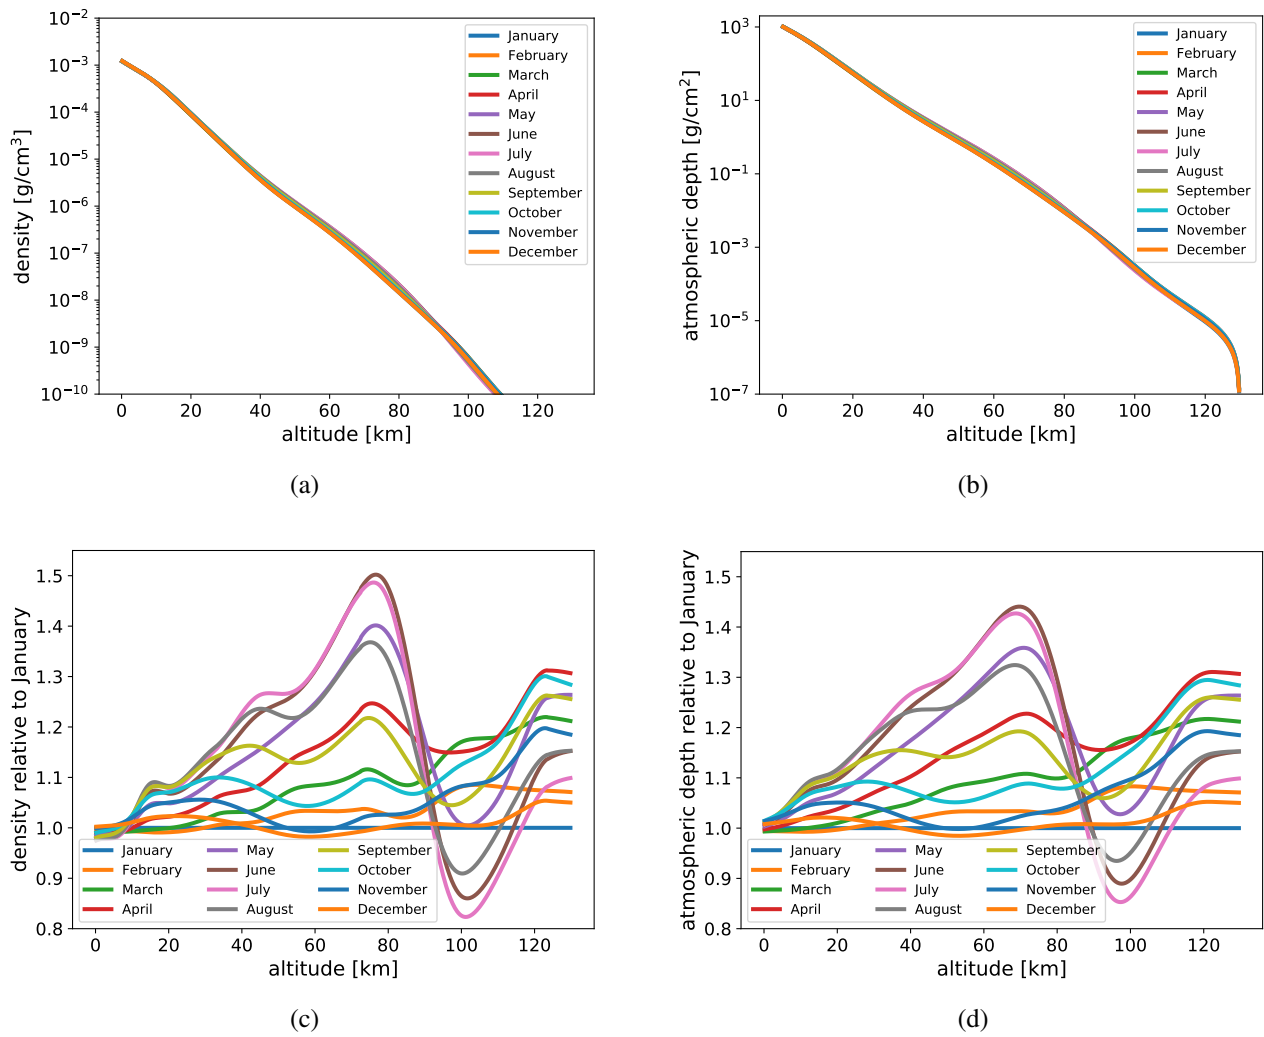 10⁻²
10⁻³
10⁻⁴
10⁻⁵
10⁻⁶
10⁻⁷
10⁻⁸
10⁻⁹
10⁻¹⁰
density [g/cm³]
0 20 40 60 80 100 120
altitude [km]
January
February
March
April
May
June
July
August
September
October
November
December
(a)
10³
10¹
10⁻¹
10⁻³
10⁻⁵
10⁻⁷
atmospheric depth [g/cm²]
0 20 40 60 80 100 120
altitude [km]
January
February
March
April
May
June
July
August
September
October
November
December
(b)
1.5
1.4
1.3
1.2
1.1
1.0
0.9
0.8
density relative to January
0 20 40 60 80 100 120
altitude [km]
January May September
February June October
March July November
April August December
(c)
1.5
1.4
1.3
1.2
1.1
1.0
0.9
0.8
atmospheric depth relative to January
0 20 40 60 80 100 120
altitude [km]
January May September
February June October
March July November
April August December
(d)